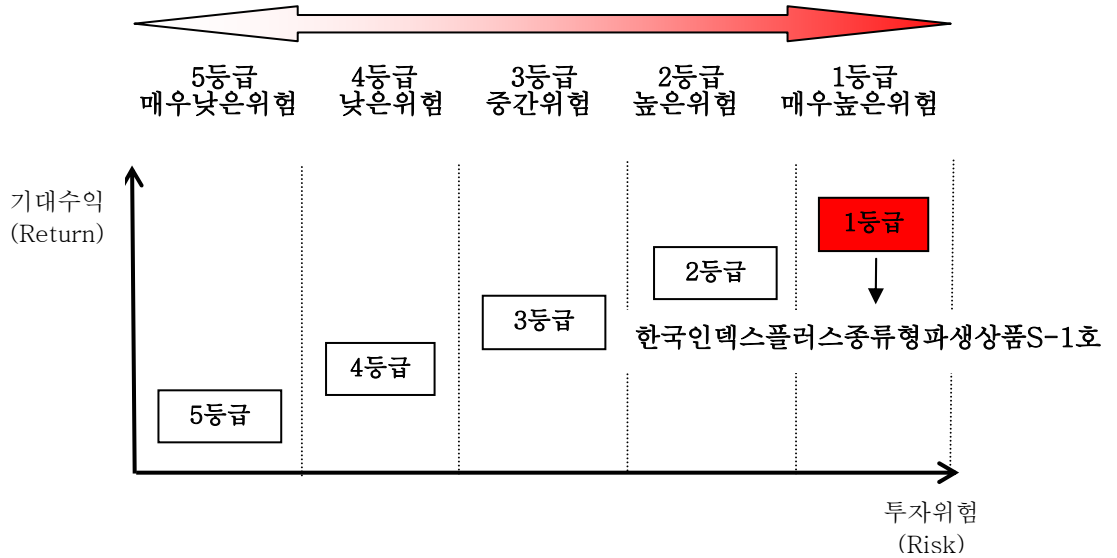 5등급
매우낮은위험
4등급
낮은위험
3등급
중간위험
2등급
높은위험
1등급
매우높은위험
기대수익
(Return)
1등급
2등급
3등급
한국인덱스플러스종류형파생상품S-1호
4등급
5등급
투자위험
(Risk)